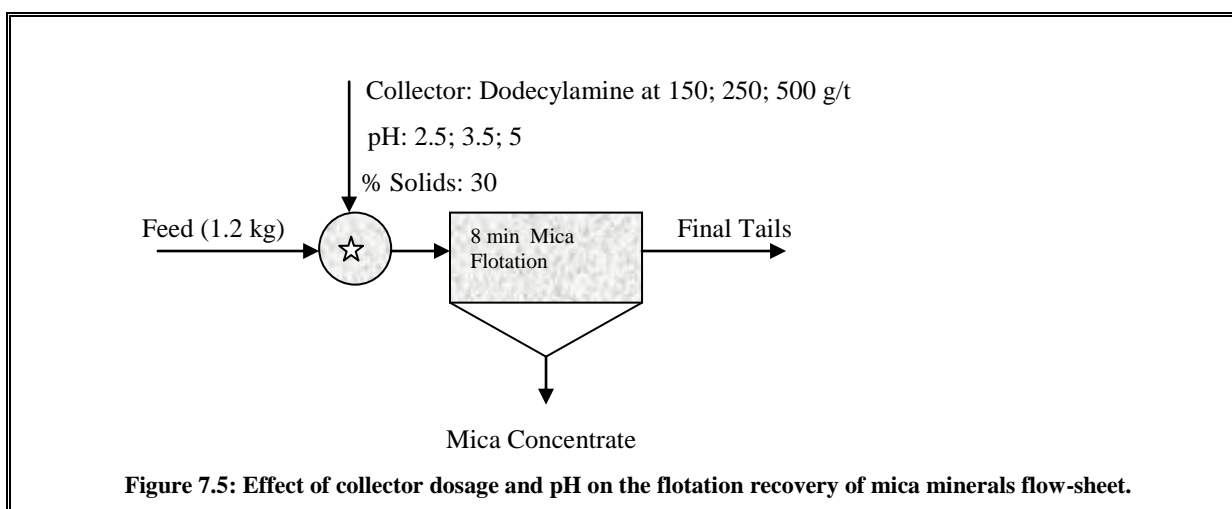 Collector: Dodecylamine at 150; 250; 500 g/t
pH: 2.5; 3.5; 5
% Solids: 30
Feed (1.2 kg)
8 min Mica
Flotation
Final Tails
Mica Concentrate
Figure 7.5: Effect of collector dosage and pH on the flotation recovery of mica minerals flow-sheet.